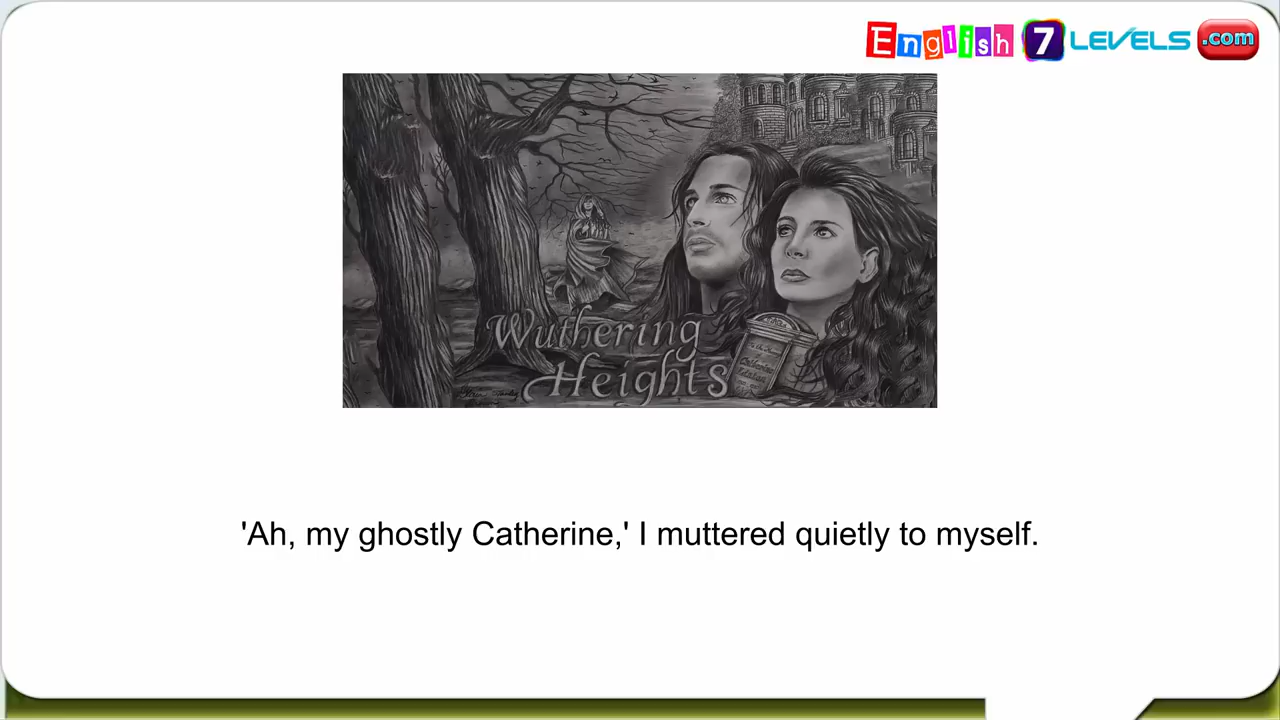 English 7 LEVELS .com
Wuthering
Heights
'Ah, my ghostly Catherine,' I muttered quietly to myself.